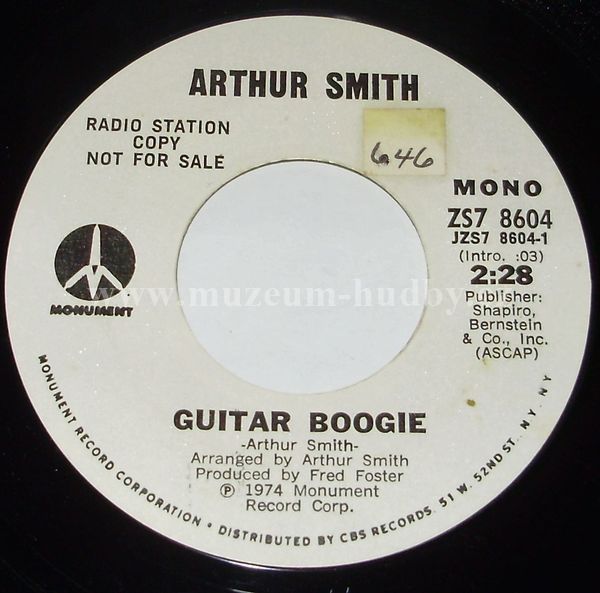 ARTHUR SMITH
RADIO STATION
COPY
NOT FOR SALE
646
MONO
ZS7 8604
JZS7 8604-1
(Intro. :03)
2:28
Publisher:
Shapiro,
Bernstein
& Co., Inc.
(ASCAP)
MONUMENT
www.muzeum-hudby
GUITAR BOOGIE
-Arthur Smith-
Arranged by Arthur Smith
Produced by Fred Foster
Ⓟ 1974 Monument
Record Corp.
MONUMENT RECORD CORPORATION. • DISTRIBUTED BY CBS RECORDS, 51 W. 52ND ST., NY, NY